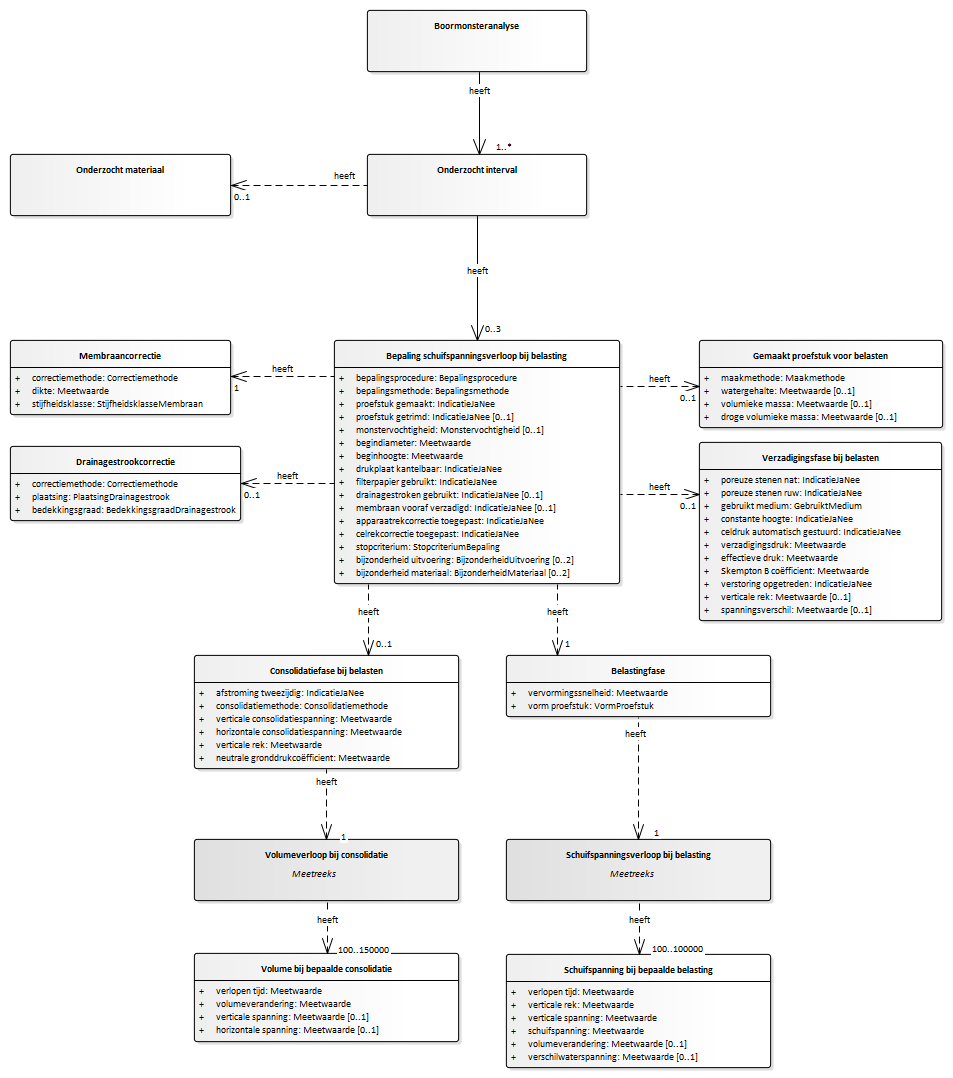 Boormonsteranalyse
heeft
1..*
Onderzocht materiaal
heeft
0..1
Onderzocht interval
heeft
0..3
Membraancorrectie
+ correctiemethode: Correctiemethode
+ dikte: Meetwaarde
+ stijfheidsklasse: StijfheidsklasseMembraan
heeft
1
Drainagestrookcorrectie
+ correctiemethode: Correctiemethode
+ plaatsing: PlaatsingDrainagestrook
+ bedekkingsgraad: BedekkingsgraadDrainagestrook
heeft
0..1
Bepaling schuifspanningsverloop bij belasting
+ bepalingsprocedure: Bepalingsprocedure
+ bepalingsmethode: Bepalingsmethode
+ proefstuk gemaakt: IndicatieJaNee
+ proefstuk getrimd: IndicatieJaNee [0..1]
+ monstervochtigheid: Monstervochtigheid [0..1]
+ begindiameter: Meetwaarde
+ beginhoogte: Meetwaarde
+ drukplaat kantelbaar: IndicatieJaNee
+ filterpapier gebruikt: IndicatieJaNee
+ drainagestroken gebruikt: IndicatieJaNee [0..1]
+ membraan vooraf verzadigd: IndicatieJaNee [0..1]
+ apparaatrekcorrectie toegepast: IndicatieJaNee
+ celrekcorrectie toegepast: IndicatieJaNee
+ stopcriterium: StopcriteriumBepaling
+ bijzonderheid uitvoering: BijzonderheidUitvoering [0..2]
+ bijzonderheid materiaal: BijzonderheidMateriaal [0..2]
heeft
0..1
Gemaakt proefstuk voor belasten
+ maakmethode: Maakmethode
+ watergehalte: Meetwaarde [0..1]
+ volumieke massa: Meetwaarde [0..1]
+ droge volumieke massa: Meetwaarde [0..1]
heeft
0..1
Verzadigingsfase bij belasten
+ poreuze stenen nat: IndicatieJaNee
+ poreuze stenen ruw: IndicatieJaNee
+ gebruikt medium: GebruiktMedium
+ constante hoogte: IndicatieJaNee
+ celdruk automatisch gestuurd: IndicatieJaNee
+ verzadigingsdruk: Meetwaarde
+ effectieve druk: Meetwaarde
+ Skempton B coëfficient: Meetwaarde
+ verstoring opgetreden: IndicatieJaNee
+ verticale rek: Meetwaarde [0..1]
+ spanningsverschil: Meetwaarde [0..1]
heeft
0..1
Consolidatiefase bij belasten
+ afstroming tweezijdig: IndicatieJaNee
+ consolidatiemethode: Consolidatiemethode
+ verticale consolidatiespanning: Meetwaarde
+ horizontale consolidatiespanning: Meetwaarde
+ verticale rek: Meetwaarde
+ neutrale gronddrukcoëfficient: Meetwaarde
heeft
1
Volumeverloop bij consolidatie
Meetreeks
heeft
100..150000
Volume bij bepaalde consolidatie
+ verlopen tijd: Meetwaarde
+ volumeverandering: Meetwaarde
+ verticale spanning: Meetwaarde [0..1]
+ horizontale spanning: Meetwaarde [0..1]
heeft
1
Belastingfase
+ vervormingssnelheid: Meetwaarde
+ vorm proefstuk: VormProefstuk
heeft
1
Schuifspanningsverloop bij belasting
Meetreeks
heeft
100..100000
Schuifspanning bij bepaalde belasting
+ verlopen tijd: Meetwaarde
+ verticale rek: Meetwaarde
+ verticale spanning: Meetwaarde
+ schuifspanning: Meetwaarde
+ volumeverandering: Meetwaarde [0..1]
+ verschilwaterspanning: Meetwaarde [0..1]